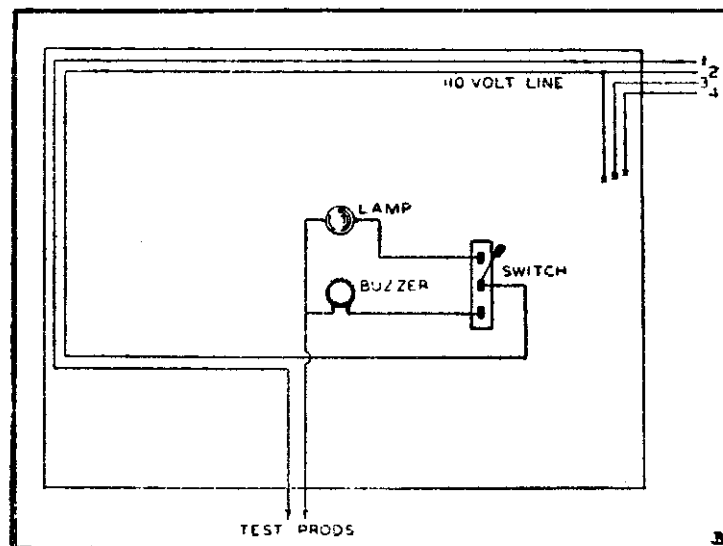 1
2
110 VOLT LINE
3
4
LAMP
SWITCH
BUZZER
TEST PRODS